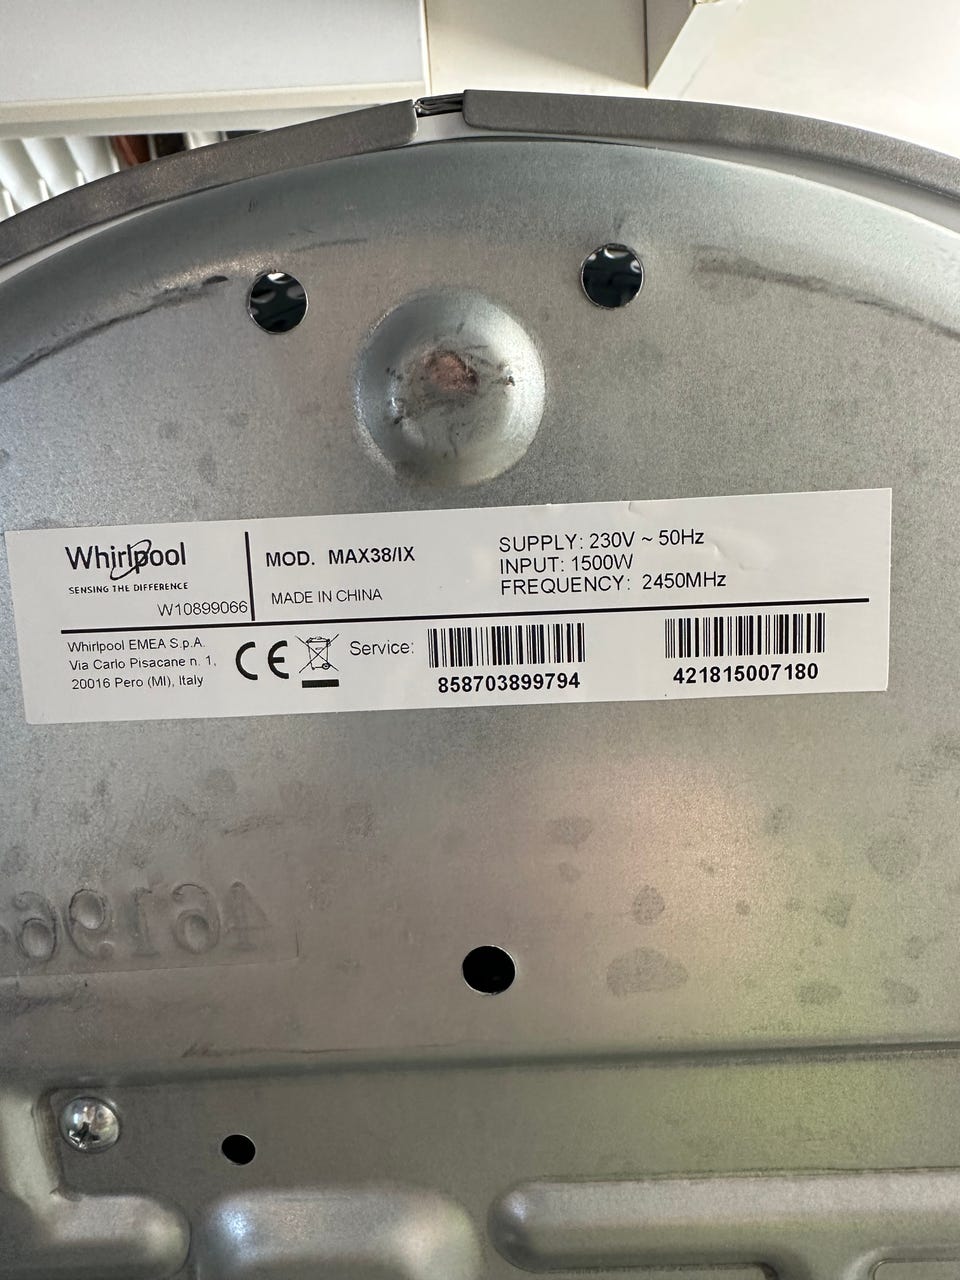 Whirlpool
SENSING THE DIFFERENCE
W10899066
MOD. MAX38/IX
MADE IN CHINA
SUPPLY: 230V ~ 50Hz
INPUT: 1500W
FREQUENCY: 2450MHz
Whirlpool EMEA S.p.A.
Via Carlo Pisacane n. 1,
20016 Pero (MI), Italy
CE
Service:
858703899794
421815007180